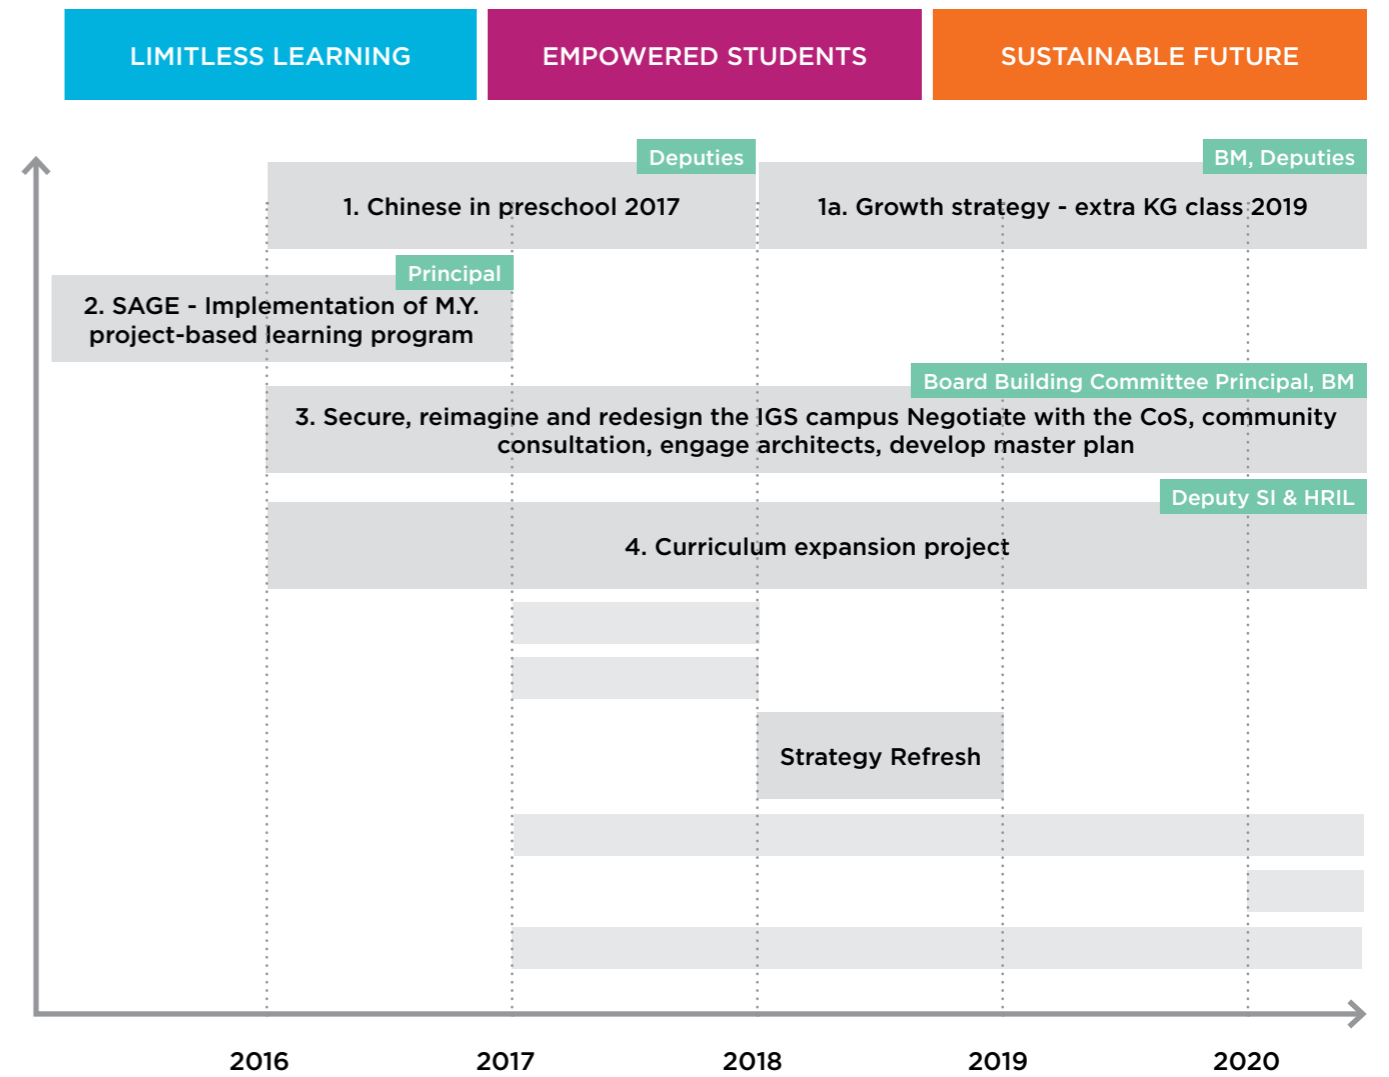 LIMITLESS LEARNING
EMPOWERED STUDENTS
SUSTAINABLE FUTURE
Deputies
1. Chinese in preschool 2017
BM, Deputies
1a. Growth strategy - extra KG class 2019
Principal
2. SAGE - Implementation of M.Y.
project-based learning program
Board Building Committee Principal, BM
3. Secure, reimagine and redesign the IGS campus Negotiate with the CoS, community
consultation, engage architects, develop master plan
Deputy SI & HRIL
4. Curriculum expansion project
Strategy Refresh
2016
2017
2018
2019
2020